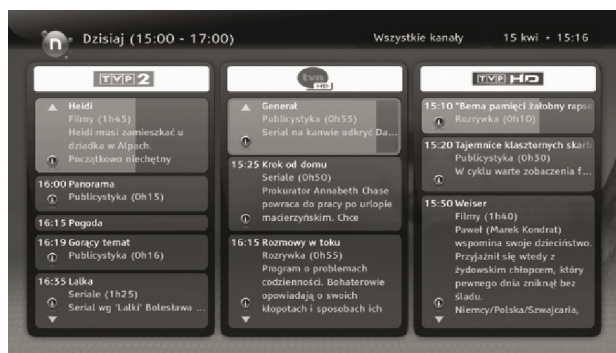 n Dzisiaj (15:00 - 17:00)
Wszystkie kanały
15 kwi • 15:16
TVP 2
Heidi
Filmy (1h45)
Heidi musi zamieszkać u
dziadka w Alpach.
Początkowo niechętny
16:00 Panorama
Publicystyka (0h15)
16:15 Pogoda
16:19 Gorący temat
Publicystyka (0h16)
16:35 Lalka
Seriale (1h25)
Serial wg 'Lalki' Bolesława ...
tvn HD
Generał
Publicystyka (0h55)
Serial na kanwie odkryć Da...
15:25 Krok od domu
Seriale (0h50)
Prokurator Annabeth Chase
powraca do pracy po urlopie
macierzyńskim. Chce
16:15 Rozmowy w toku
Rozrywka (0h55)
Program o problemach
codzienności. Bohaterowie
opowiadają o swoich
kłopotach i sposobach ich
TVP HD
15:10 "Bema pamięci żałobny rapso
Rozrywka (0h10)
15:20 Tajemnice klasztornych skarb
Publicystyka (0h30)
W cyklu warte zobaczenia f...
15:50 Weiser
Filmy (1h40)
Paweł (Marek Kondrat)
wspomina swoje dzieciństwo.
Przyjaźnił się wtedy z
żydowskim chłopcem, który
pewnego dnia zniknął bez
śladu.
Niemcy/Polska/Szwajcaria,